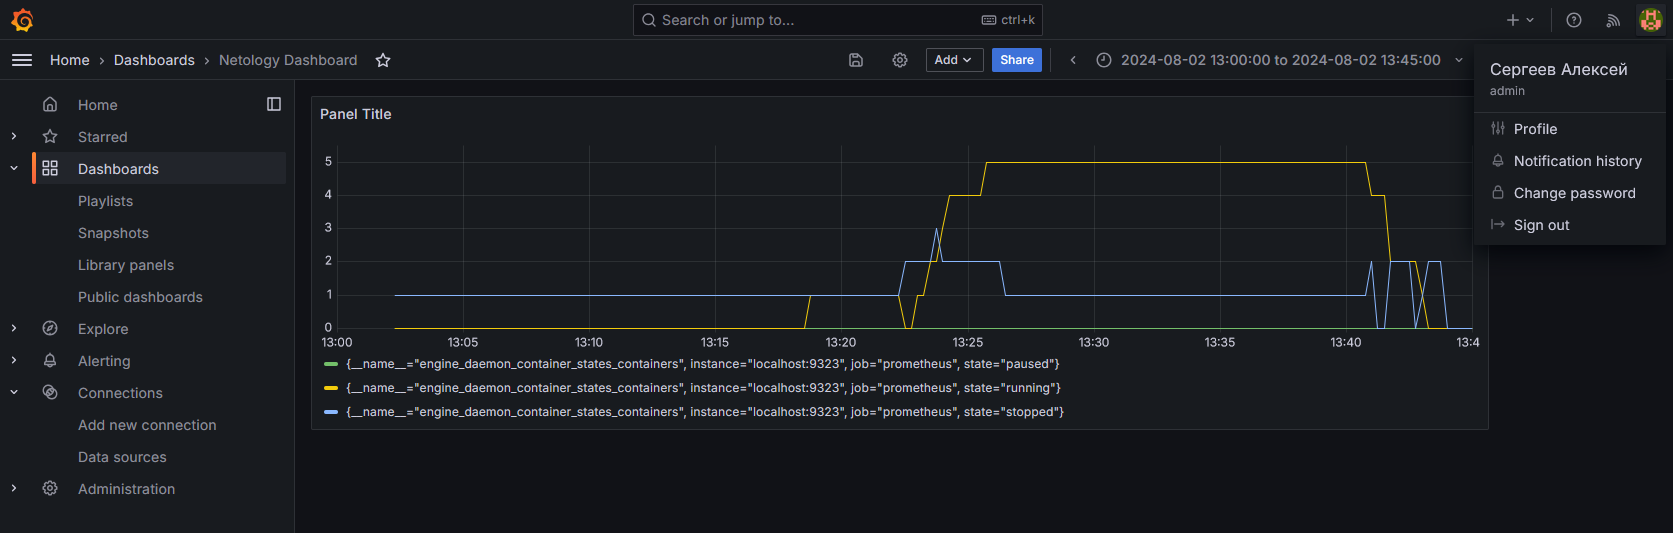 Search or jump to... ctrl+k
Home › Dashboards › Netology Dashboard
Add
Share
2024-08-02 13:00:00 to 2024-08-02 13:45:00
Сергеев Алексей
admin
Profile
Notification history
Change password
Sign out
Home
Starred
Dashboards
Playlists
Snapshots
Library panels
Public dashboards
Explore
Alerting
Connections
Add new connection
Data sources
Administration
Panel Title
5
4
3
2
1
0
13:00 13:05 13:10 13:15 13:20 13:25 13:30 13:35 13:40 13:4
{__name__="engine_daemon_container_states_containers", instance="localhost:9323", job="prometheus", state="paused"}
{__name__="engine_daemon_container_states_containers", instance="localhost:9323", job="prometheus", state="running"}
{__name__="engine_daemon_container_states_containers", instance="localhost:9323", job="prometheus", state="stopped"}